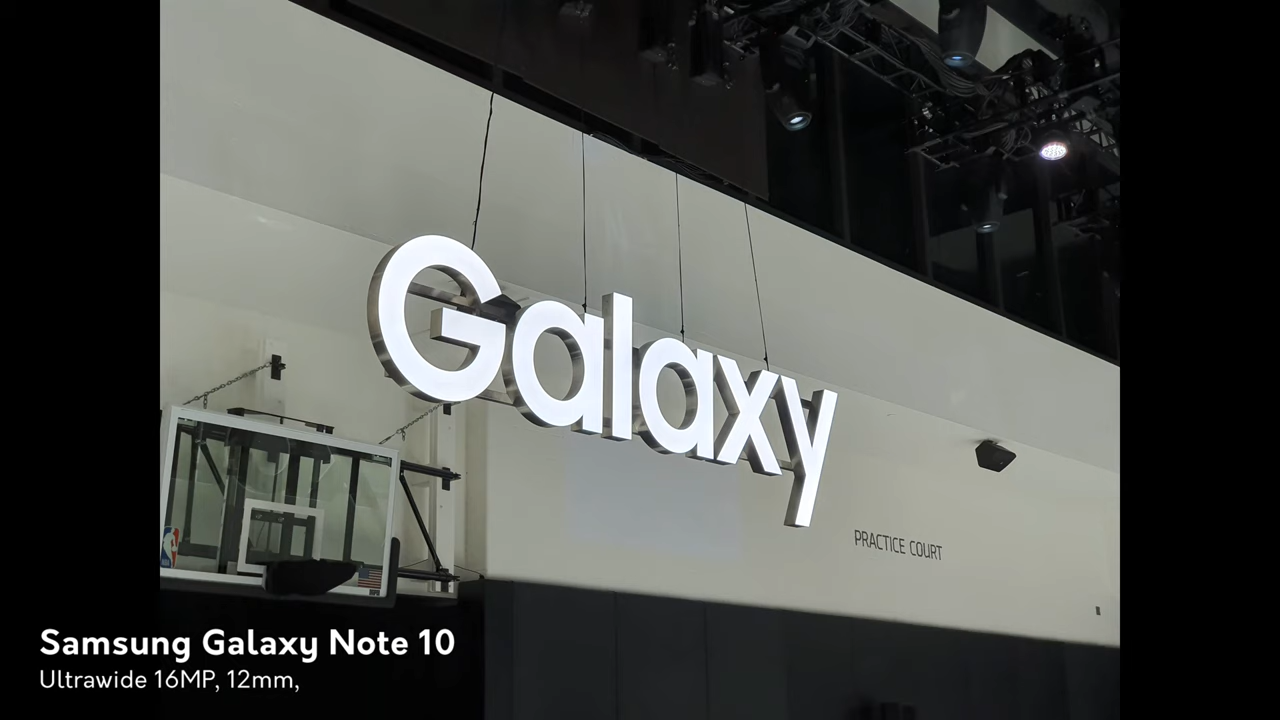 Galaxy
PRACTICE COURT
Samsung Galaxy Note 10
Ultrawide 16MP, 12mm,